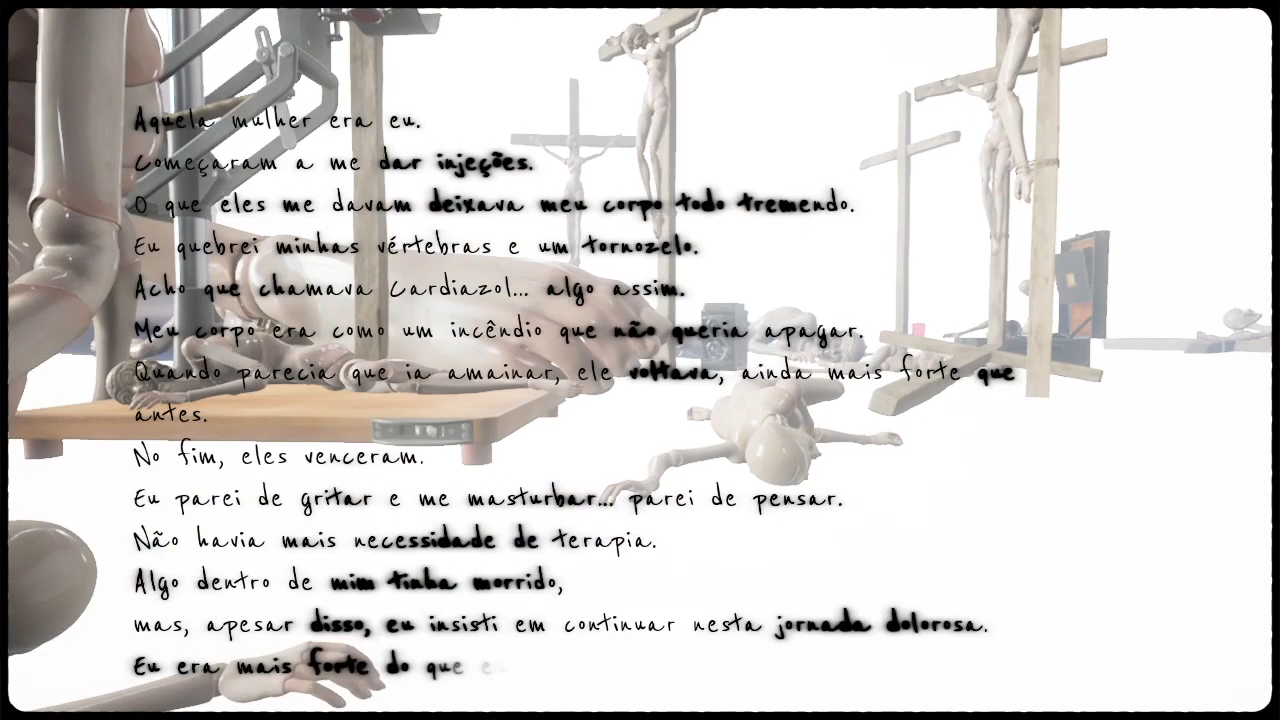 Aquela mulher era eu.
Começaram a me dar injeções.
O que eles me davam deixava meu corpo todo tremendo.
Eu quebrei minhas vértebras e um tornozelo.
Acho que chamava Cardiazol... algo assim.
Meu corpo era como um incêndio que não queria apagar.
Quando parecia que ia amainar, ele voltava, ainda mais forte que
antes.
No fim, eles venceram.
Eu parei de gritar e me masturbar... parei de pensar.
Não havia mais necessidade de terapia.
Algo dentro de mim tinha morrido,
mas, apesar disso, eu insisti em continuar nesta jornada dolorosa.
Eu era mais forte do que